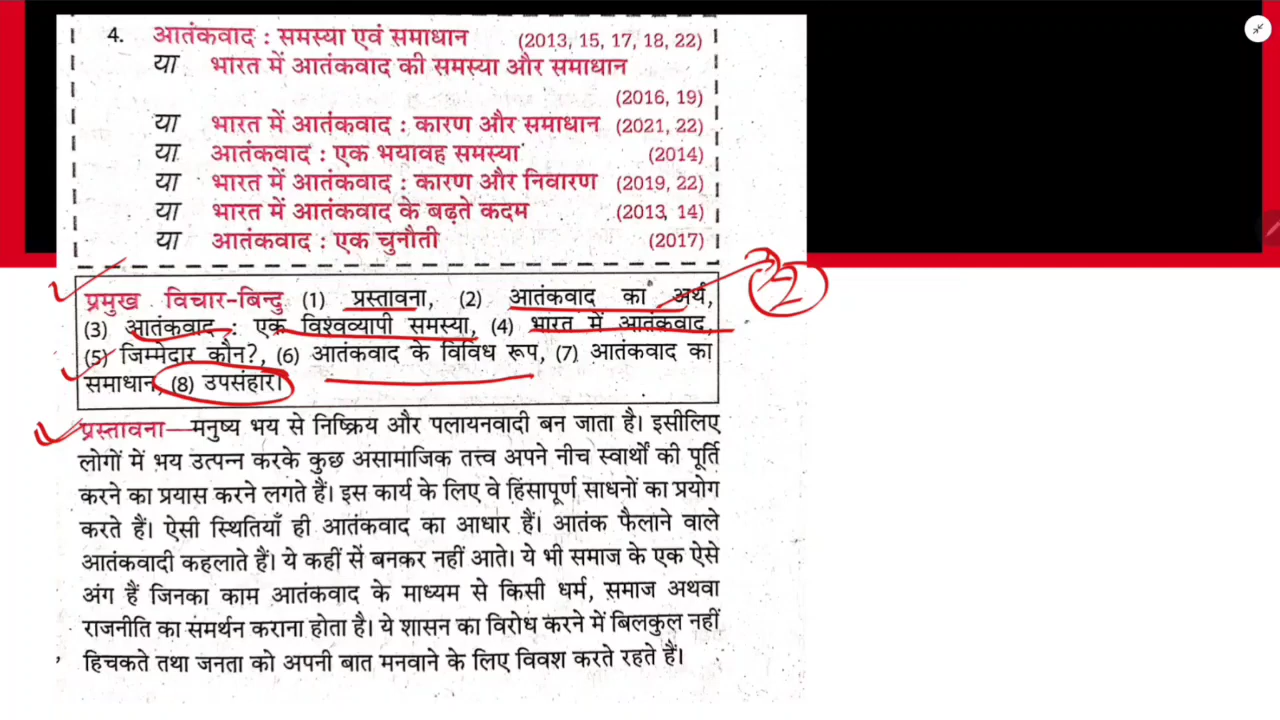 4. आतंकवाद : समस्या एवं समाधान (2013, 15, 17, 18, 22)
या भारत में आतंकवाद की समस्या और समाधान
(2016, 19)
या भारत में आतंकवाद : कारण और समाधान (2021, 22)
या आतंकवाद : एक भयावह समस्या (2014)
या भारत में आतंकवाद : कारण और निवारण (2019, 22)
या भारत में आतंकवाद के बढ़ते कदम (2013, 14)
या आतंकवाद : एक चुनौती (2017)
प्रमुख विचार-बिन्दु (1) प्रस्तावना, (2) आतंकवाद का अर्थ,
(3) आतंकवाद : एक विश्वव्यापी समस्या, (4) भारत में आतंकवाद,
(5) जिम्मेदार कौन?, (6) आतंकवाद के विविध रूप, (7) आतंकवाद का
समाधान, (8) उपसंहार।
2
प्रस्तावना—मनुष्य भय से निष्क्रिय और पलायनवादी बन जाता है। इसीलिए
लोगों में भय उत्पन्न करके कुछ असामाजिक तत्त्व अपने नीच स्वार्थों की पूर्ति
करने का प्रयास करने लगते हैं। इस कार्य के लिए वे हिंसापूर्ण साधनों का प्रयोग
करते हैं। ऐसी स्थितियाँ ही आतंकवाद का आधार हैं। आतंक फैलाने वाले
आतंकवादी कहलाते हैं। ये कहीं से बनकर नहीं आते। ये भी समाज के एक ऐसे
अंग हैं जिनका काम आतंकवाद के माध्यम से किसी धर्म, समाज अथवा
राजनीति का समर्थन कराना होता है। ये शासन का विरोध करने में बिलकुल नहीं
हिचकते तथा जनता को अपनी बात मनवाने के लिए विवश करते रहते हैं।